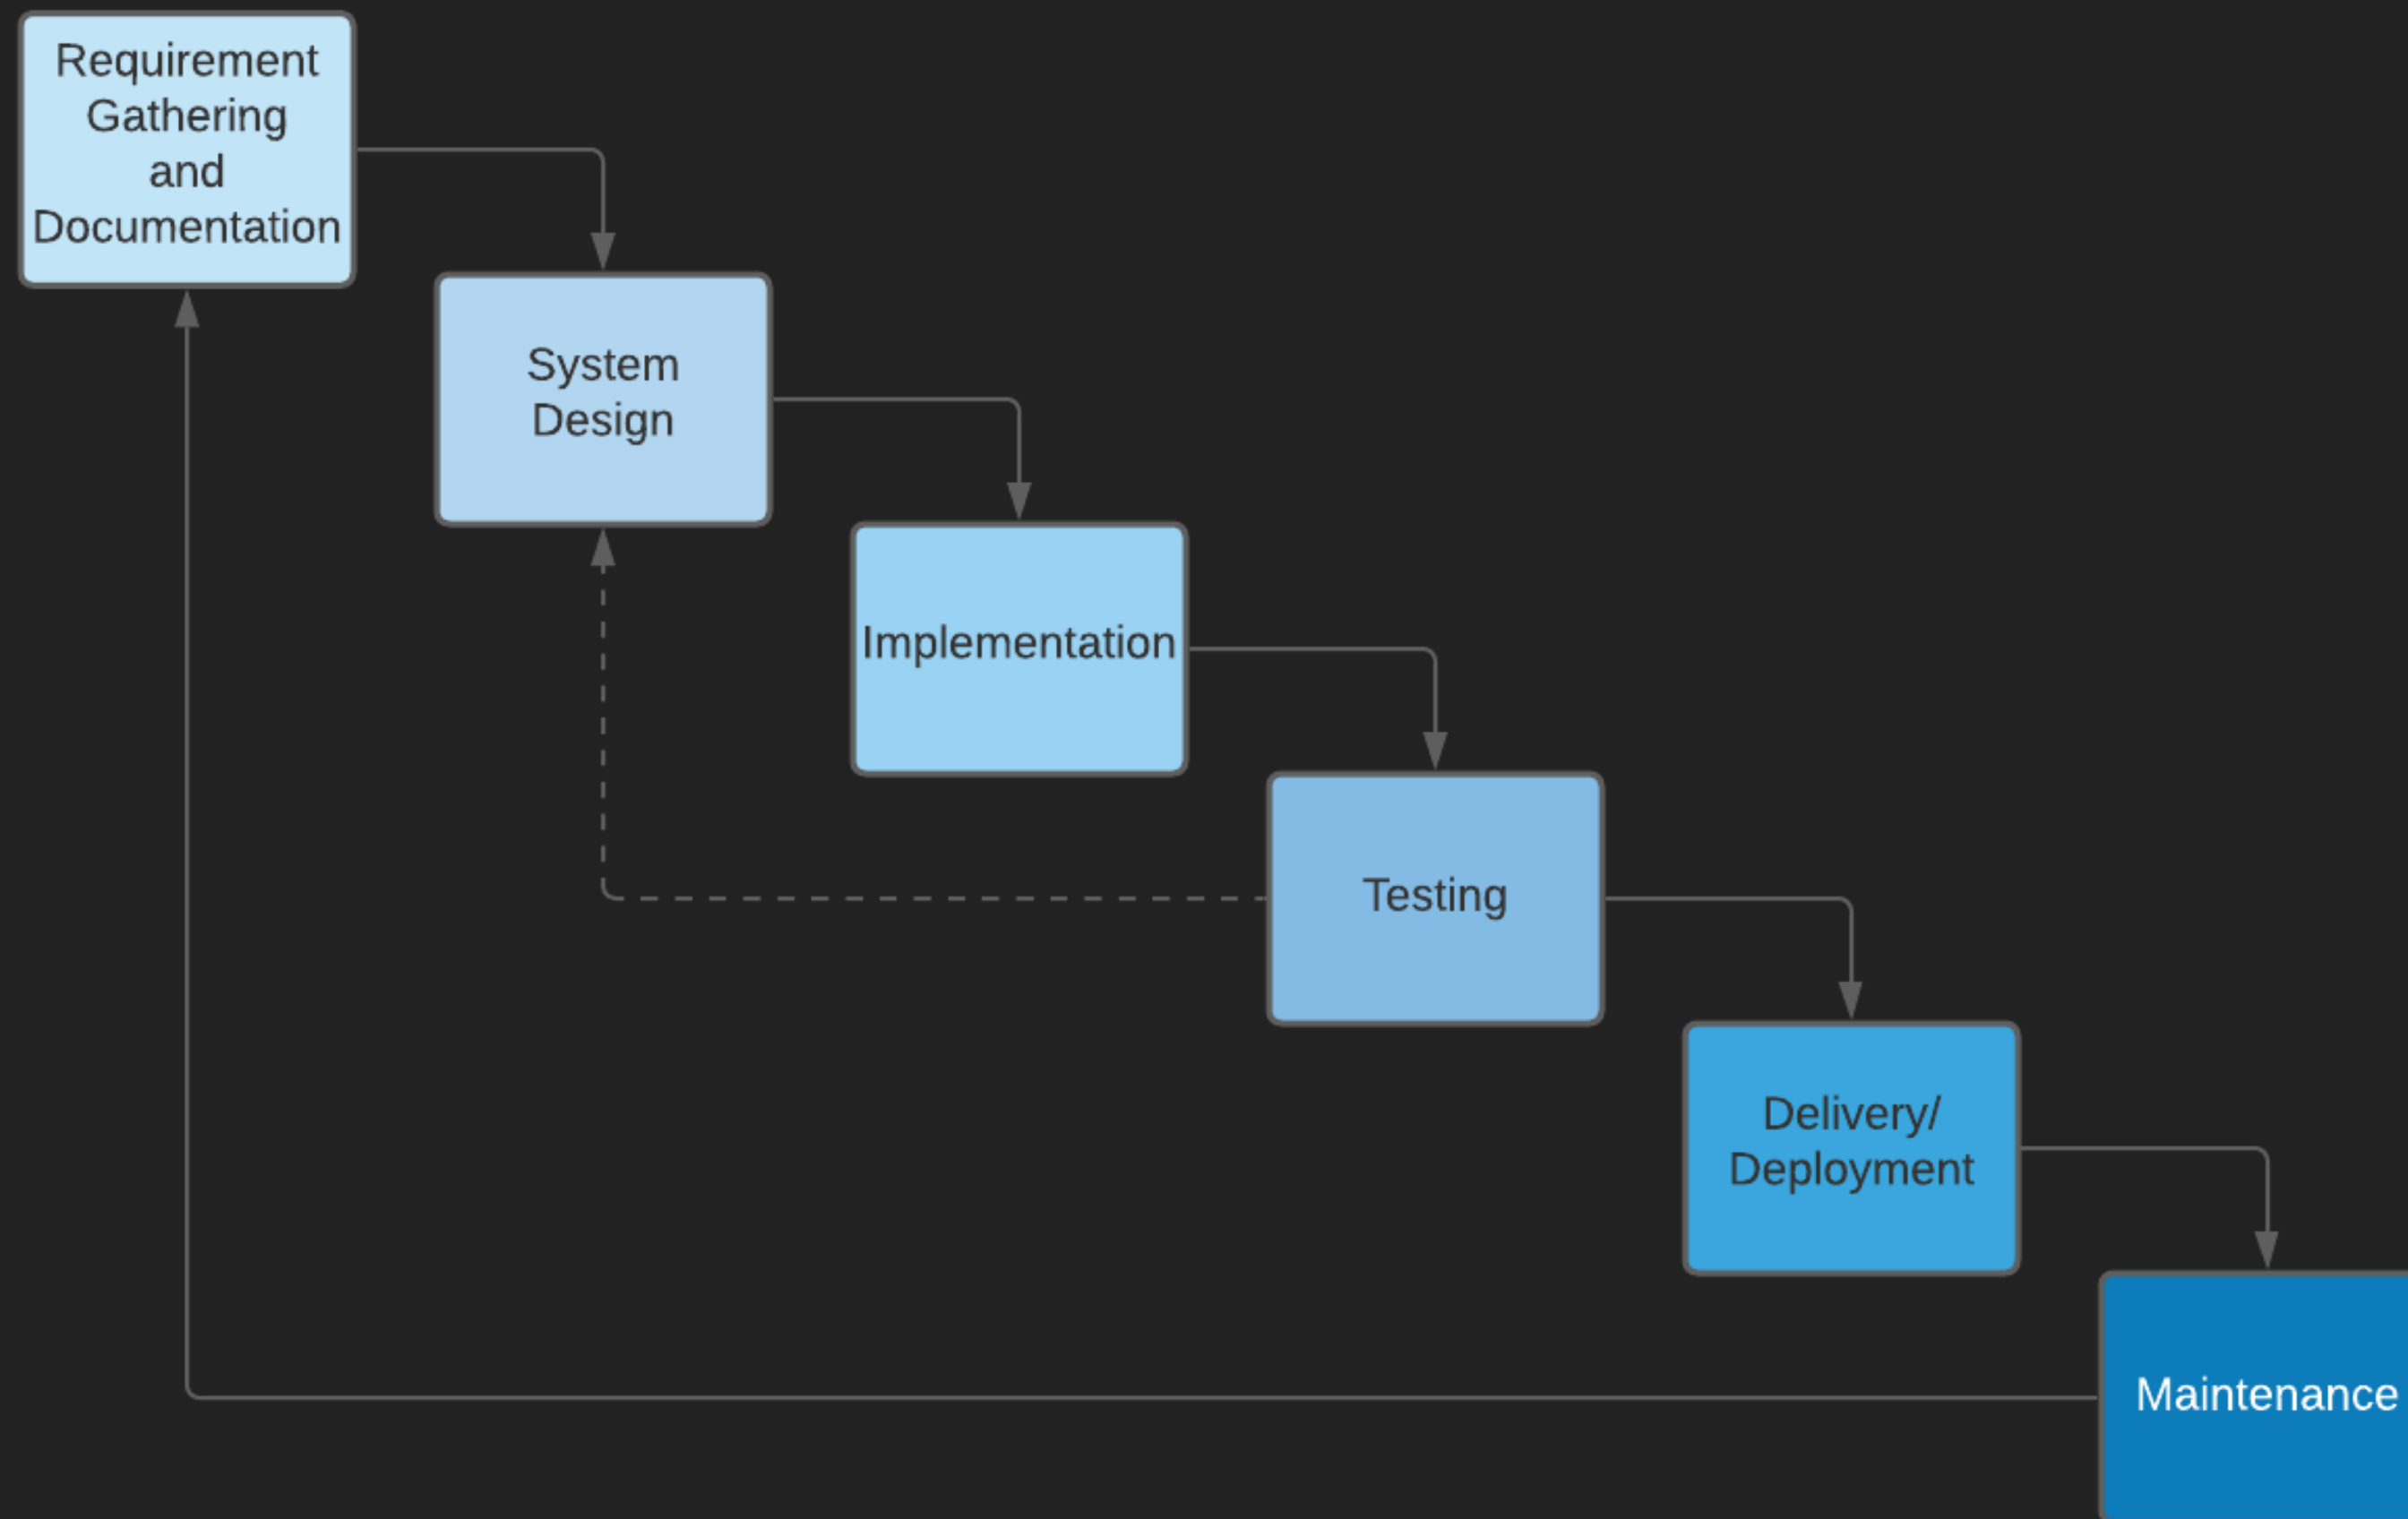 Requirement
Gathering
and
Documentation
System
Design
Implementation
Testing
Delivery/
Deployment
Maintenance